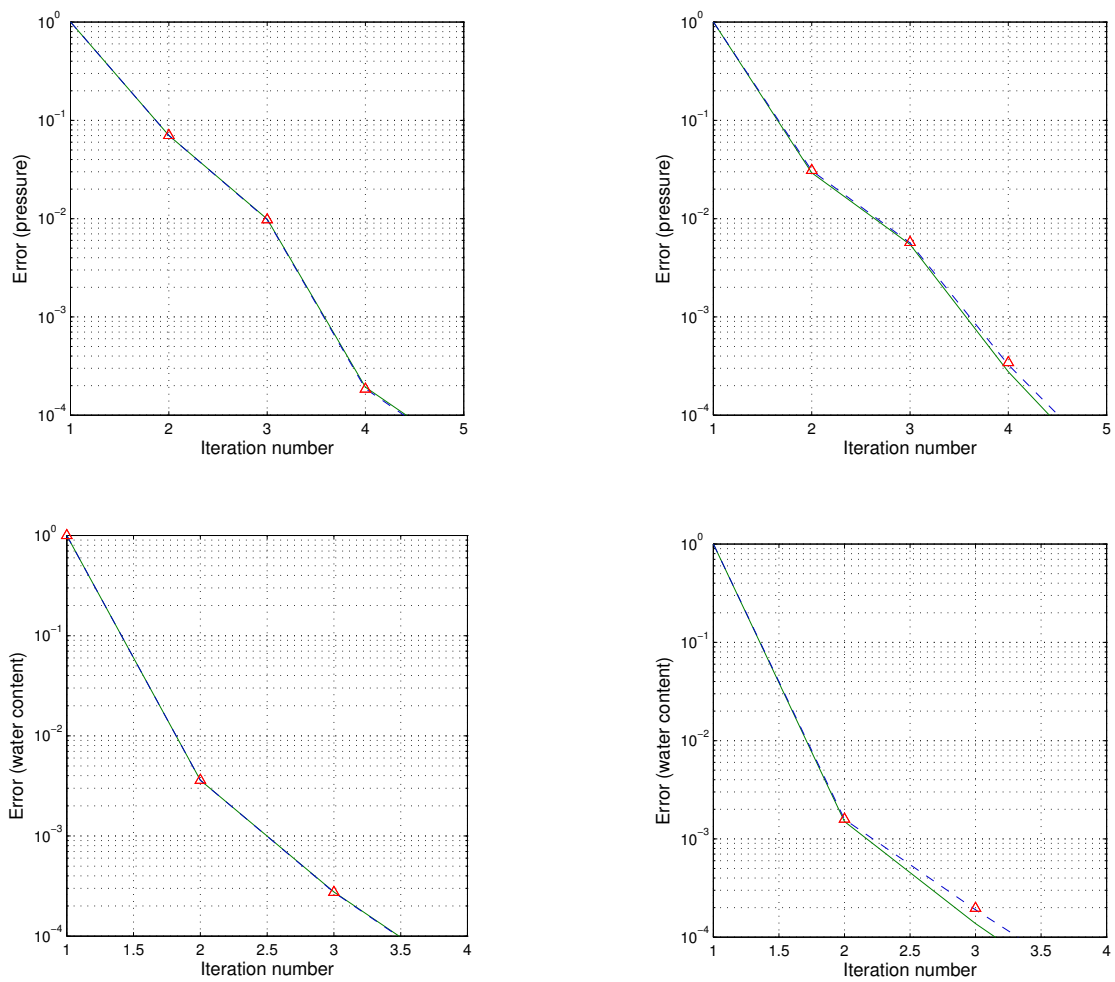 10^0
10^-1
10^-2
10^-3
10^-4
1 2 3 4 5
Iteration number
Error (pressure)
10^0
10^-1
10^-2
10^-3
10^-4
1 2 3 4 5
Iteration number
Error (pressure)
10^0
10^-1
10^-2
10^-3
10^-4
1 1.5 2 2.5 3 3.5 4
Iteration number
Error (water content)
10^0
10^-1
10^-2
10^-3
10^-4
1 1.5 2 2.5 3 3.5 4
Iteration number
Error (water content)